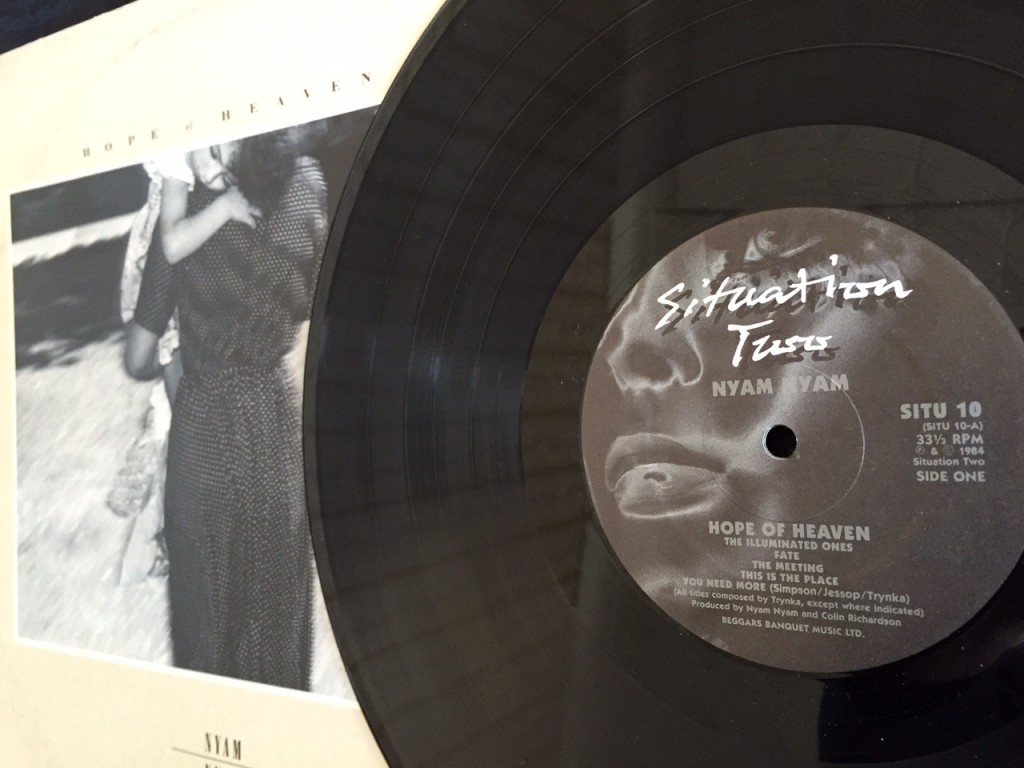 HOPE of HEAVEN
NYAM
Situation
Two
NYAM NYAM
SITU 10
(SITU 10-A)
33⅓ RPM
℗ & © 1984
Situation Two
SIDE ONE
HOPE OF HEAVEN
THE ILLUMINATED ONES
FATE
THE MEETING
THIS IS THE PLACE
YOU NEED MORE (Simpson/Jessop/Trynka)
(All titles composed by Trynka, except where indicated)
Produced by Nyam Nyam and Colin Richardson
BEGGARS BANQUET MUSIC LTD.